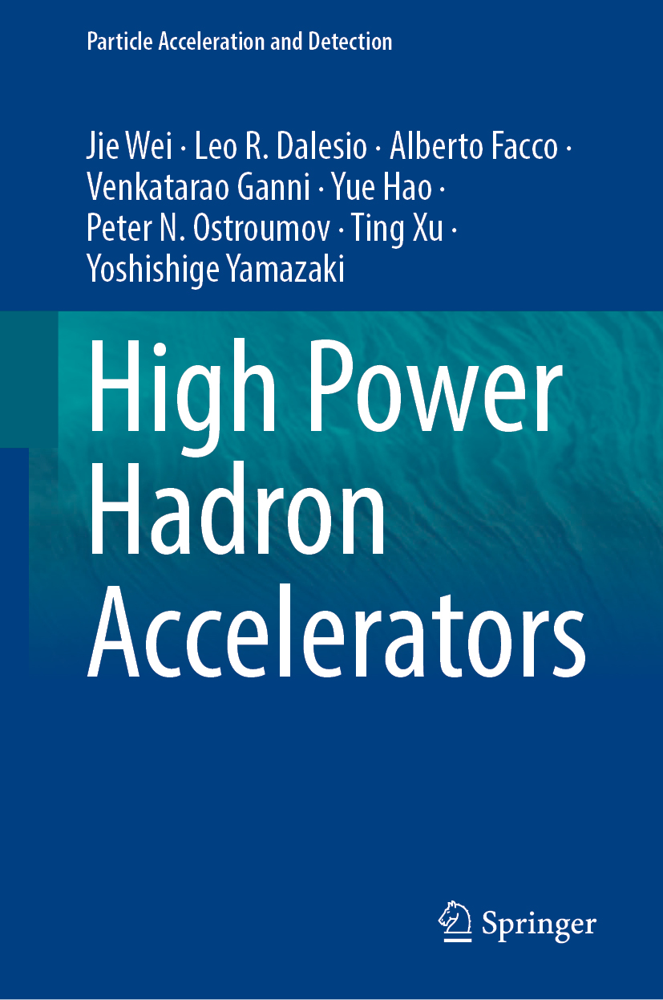 Particle Acceleration and Detection
Jie Wei · Leo R. Dalesio · Alberto Facco ·
Venkatarao Ganni · Yue Hao ·
Peter N. Ostroumov · Ting Xu ·
Yoshishige Yamazaki
High Power
Hadron
Accelerators
Springer